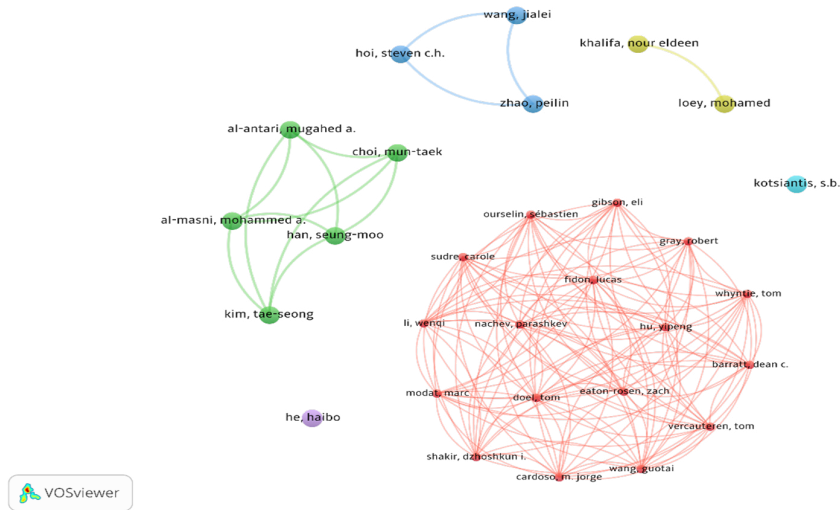 wang, jialei
khalifa, nour eldeen
hoi, steven c.h.
zhao, peilin
loey, mohamed
al-antari, mugahed a.
choi, mun-taek
kotsiantis, s.b.
gibson, eli
ourselin, sébastien
al-masni, mohammed a.
han, seung-moo
gray, robert
sudre, carole
fidon, lucas
whyntie, tom
kim, tae-seong
li, wenqi
nachev, parashkev
hu, yipeng
barratt, dean c.
modat, marc
doel, tom
eaton-rosen, zach
he, haibo
vercauteren, tom
shakir, dzhoshkun i.
wang, guotai
cardoso, m. jorge
VOSviewer